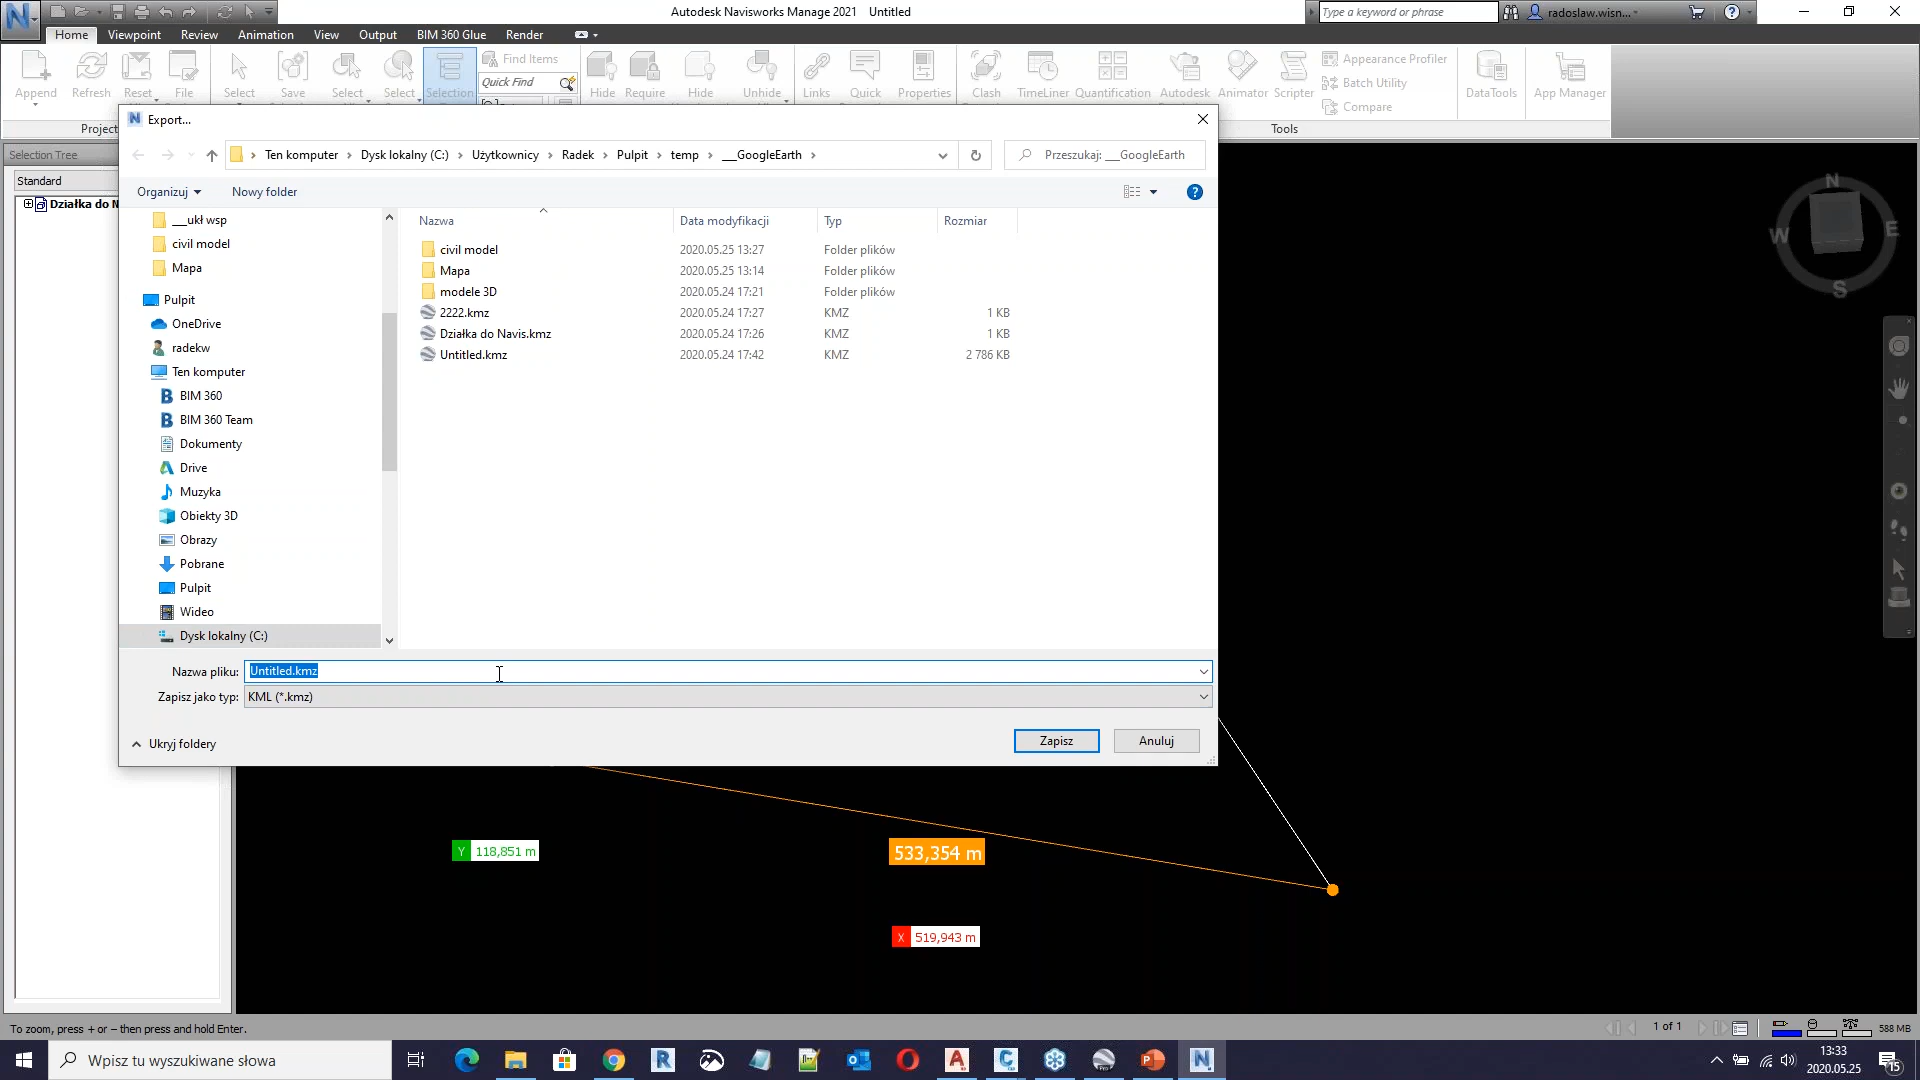 Autodesk Navisworks Manage 2021 Untitled
Type a keyword or phrase
radoslaw.wisn...
Home Viewpoint Review Animation View Output BIM 360 Glue Render
Find Items
Quick Find
Append Refresh Reset... File Select Save Select Select Selection Hide Require Hide Unhide Links Quick Properties Clash TimeLiner Quantification Autodesk Animator Scripter
Appearance Profiler
Batch Utility
Compare
DataTools App Manager
Project
Tools
Export...
Selection Tree
Standard
Działka do N
Ten komputer > Dysk lokalny (C:) > Użytkownicy > Radek > Pulpit > temp > ___GoogleEarth >
Przeszukaj: ___GoogleEarth
Organizuj Nowy folder
___ukł wsp
civil model
Mapa
Pulpit
OneDrive
radekw
Ten komputer
BIM 360
BIM 360 Team
Dokumenty
Drive
Muzyka
Obiekty 3D
Obrazy
Pobrane
Pulpit
Wideo
Dysk lokalny (C:)
Nazwa Data modyfikacji Typ Rozmiar
civil model 2020.05.25 13:27 Folder plików
Mapa 2020.05.25 13:14 Folder plików
modele 3D 2020.05.24 17:21 Folder plików
2222.kmz 2020.05.24 17:27 KMZ 1 KB
Działka do Navis.kmz 2020.05.24 17:26 KMZ 1 KB
Untitled.kmz 2020.05.24 17:42 KMZ 2 786 KB
Nazwa pliku: Untitled.kmz
Zapisz jako typ: KML (*.kmz)
Ukryj foldery
Zapisz Anuluj
N
W E
S
Y 118,851 m
533,354 m
X 519,943 m
To zoom, press + or – then press and hold Enter.
1 of 1
588 MB
Wpisz tu wyszukiwane słowa
13:33
2020.05.25
15